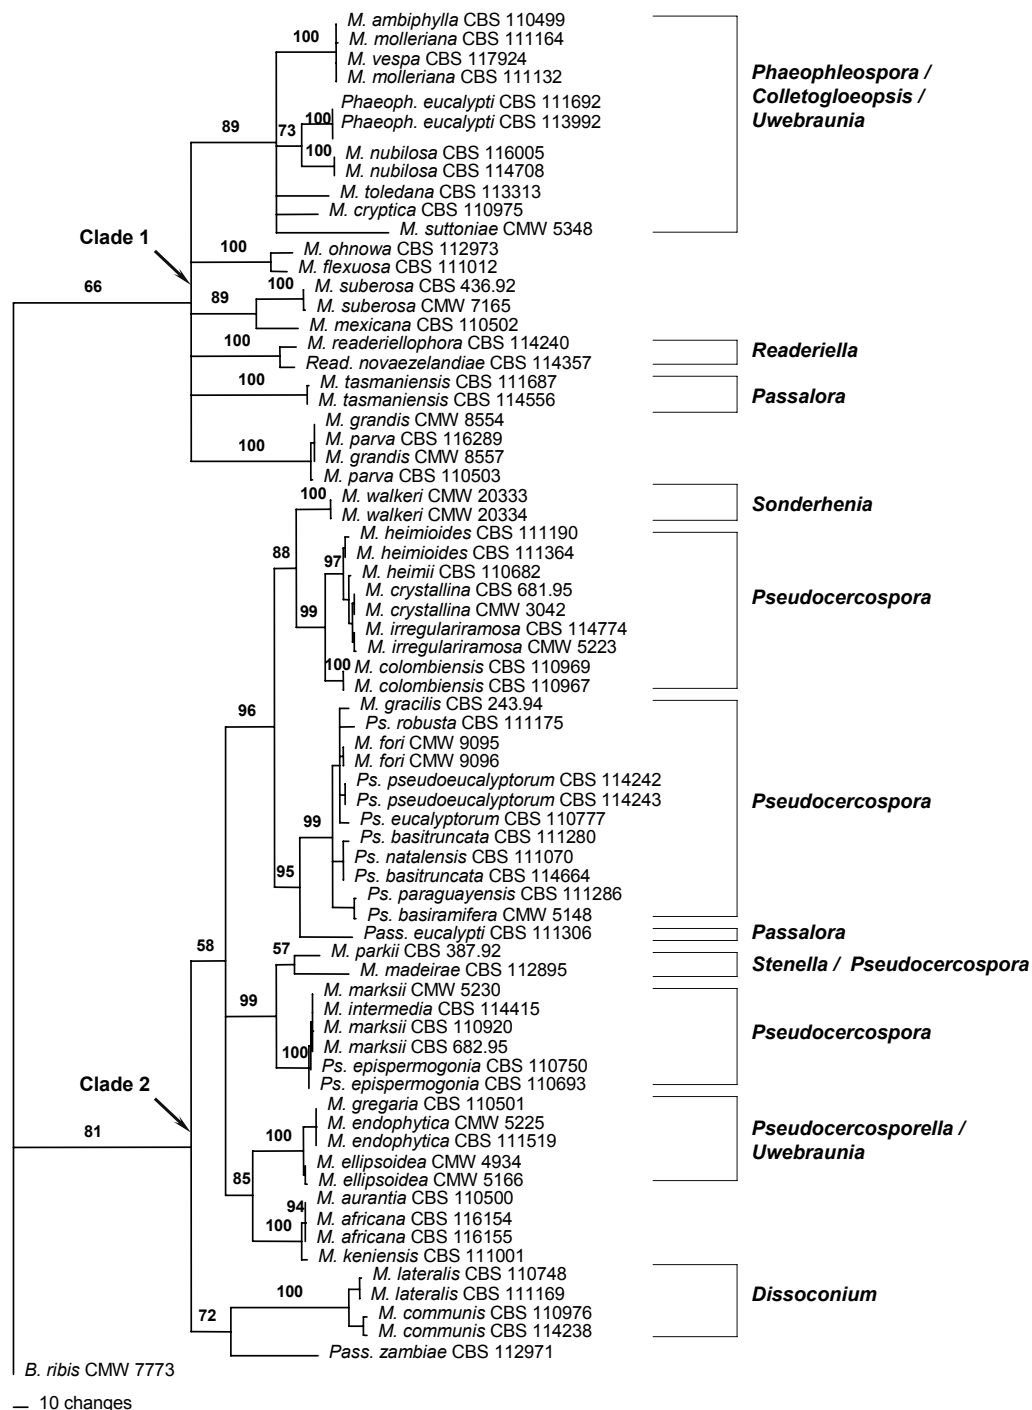 M. ambiphylla CBS 110499
100
M. molleriana CBS 111164
M. vespa CBS 117924
M. molleriana CBS 111132
Phaeophleospora /
Colletogloeopsis /
Uwebraunia
Phaeoph. eucalypti CBS 111692
100
Phaeoph. eucalypti CBS 113992
89
73
100
M. nubilosa CBS 116005
M. nubilosa CBS 114708
M. toledana CBS 113313
M. cryptica CBS 110975
M. suttoniae CMW 5348
Clade 1
100
M. ohnowa CBS 112973
M. flexuosa CBS 111012
66
100
M. suberosa CBS 436.92
89
M. suberosa CMW 7165
M. mexicana CBS 110502
100
M. readeriellophora CBS 114240
Read. novaezelandiae CBS 114357
Readeriella
100
M. tasmaniensis CBS 111687
M. tasmaniensis CBS 114556
Passalora
M. grandis CMW 8554
100
M. parva CBS 116289
M. grandis CMW 8557
M. parva CBS 110503
100
M. walkeri CMW 20333
M. walkeri CMW 20334
Sonderhenia
88
M. heimioides CBS 111190
97
M. heimioides CBS 111364
M. heimii CBS 110682
M. crystallina CBS 681.95
Pseudocercospora
99
M. crystallina CMW 3042
M. irregulariramosa CBS 114774
M. irregulariramosa CMW 5223
100
M. colombiensis CBS 110969
M. colombiensis CBS 110967
96
M. gracilis CBS 243.94
Ps. robusta CBS 111175
M. fori CMW 9095
M. fori CMW 9096
Ps. pseudoeucalyptorum CBS 114242
Ps. pseudoeucalyptorum CBS 114243
Pseudocercospora
Ps. eucalyptorum CBS 110777
99
Ps. basitruncata CBS 111280
Ps. natalensis CBS 111070
95
Ps. basitruncata CBS 114664
Ps. paraguayensis CBS 111286
Ps. basiramifera CMW 5148
Pass. eucalypti CBS 111306
Passalora
58
57
M. parkii CBS 387.92
M. madeirae CBS 112895
Stenella / Pseudocercospora
99
M. marksii CMW 5230
M. intermedia CBS 114415
M. marksii CBS 110920
Pseudocercospora
M. marksii CBS 682.95
100
Ps. epispermogonia CBS 110750
Ps. epispermogonia CBS 110693
Clade 2
M. gregaria CBS 110501
81
100
M. endophytica CMW 5225
M. endophytica CBS 111519
Pseudocercosporella /
Uwebraunia
M. ellipsoidea CMW 4934
85
M. ellipsoidea CMW 5166
M. aurantia CBS 110500
94
M. africana CBS 116154
100
M. africana CBS 116155
M. keniensis CBS 111001
M. lateralis CBS 110748
100
M. lateralis CBS 111169
Dissoconium
M. communis CBS 110976
72
M. communis CBS 114238
Pass. zambiae CBS 112971
B. ribis CMW 7773
10 changes